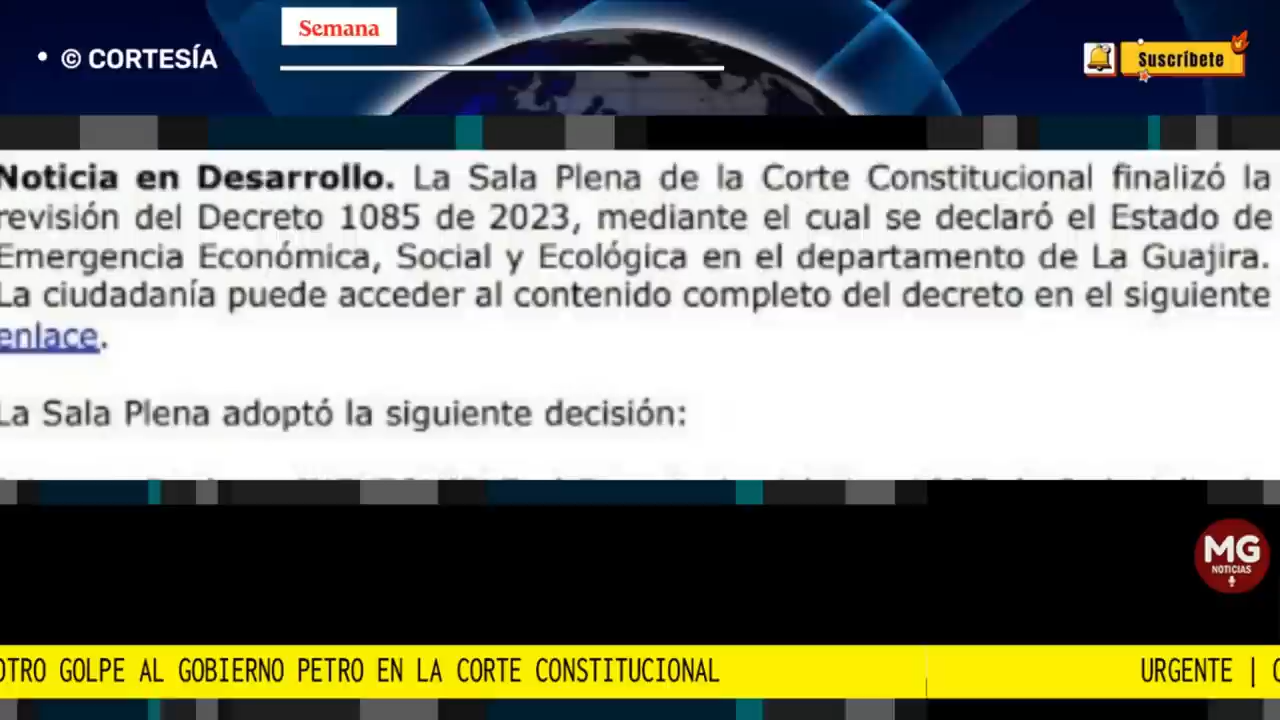 Semana
• © CORTESÍA
Suscríbete
Noticia en Desarrollo. La Sala Plena de la Corte Constitucional finalizó la
revisión del Decreto 1085 de 2023, mediante el cual se declaró el Estado de
Emergencia Económica, Social y Ecológica en el departamento de La Guajira.
La ciudadanía puede acceder al contenido completo del decreto en el siguiente
enlace.
La Sala Plena adoptó la siguiente decisión:
MG
NOTICIAS
OTRO GOLPE AL GOBIERNO PETRO EN LA CORTE CONSTITUCIONAL
URGENTE |